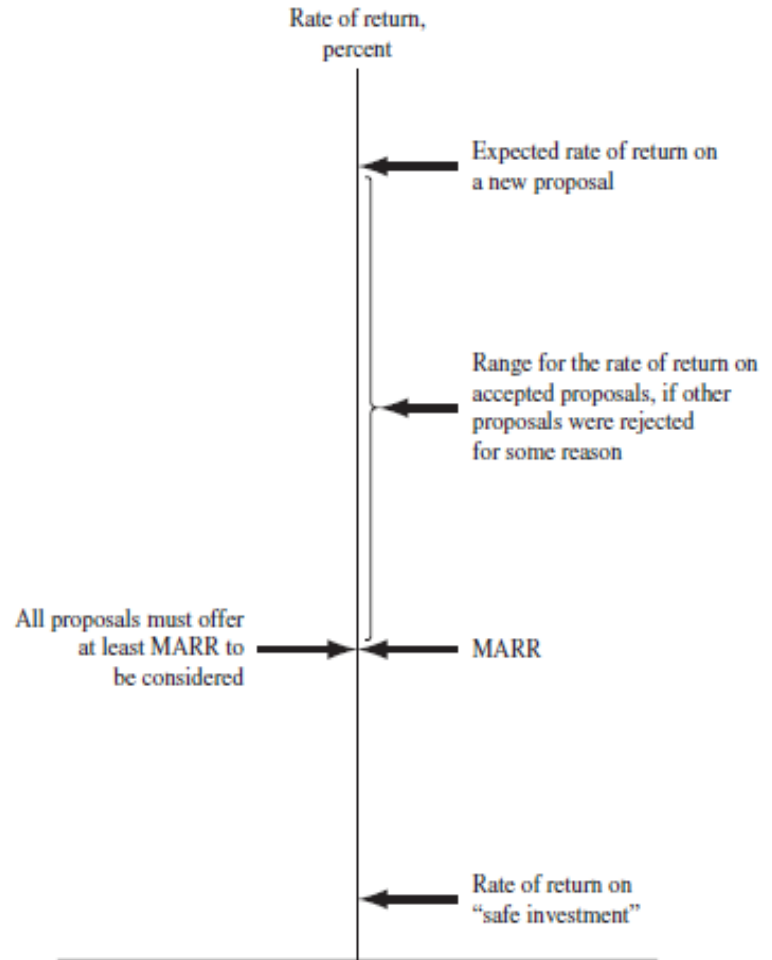 Rate of return,
percent
Expected rate of return on
a new proposal
Range for the rate of return on
accepted proposals, if other
proposals were rejected
for some reason
All proposals must offer
at least MARR to
be considered
MARR
Rate of return on
“safe investment”